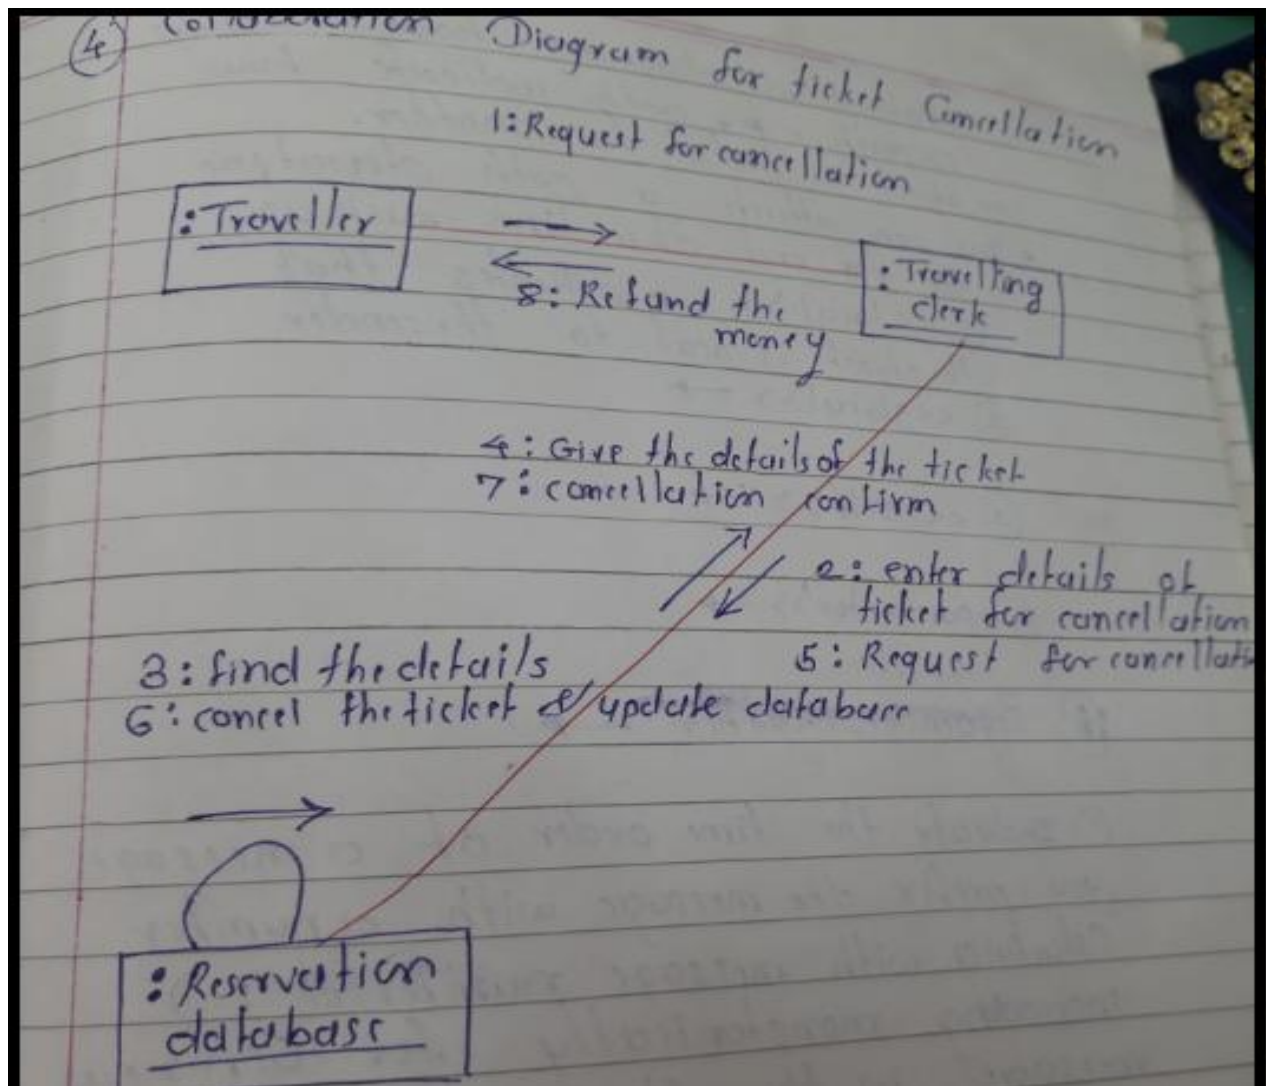 4 Collaboration Diagram for ticket Cancellation
1: Request for cancellation
: Traveller
: Travelling
clerk
8: Refund the
money
4: Give the details of the ticket
7: cancellation confirm
2: enter details of
ticket for cancellation
5: Request for cancellati
3: find the details
6: cancel the ticket & update database
: Reservation
database